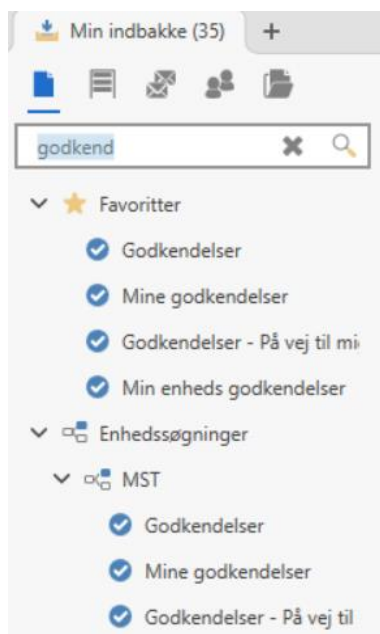 Min indbakke (35) +
godkend
Favoritter
Godkendelser
Mine godkendelser
Godkendelser - På vej til mi
Min enheds godkendelser
Enhedssøgninger
MST
Godkendelser
Mine godkendelser
Godkendelser - På vej til